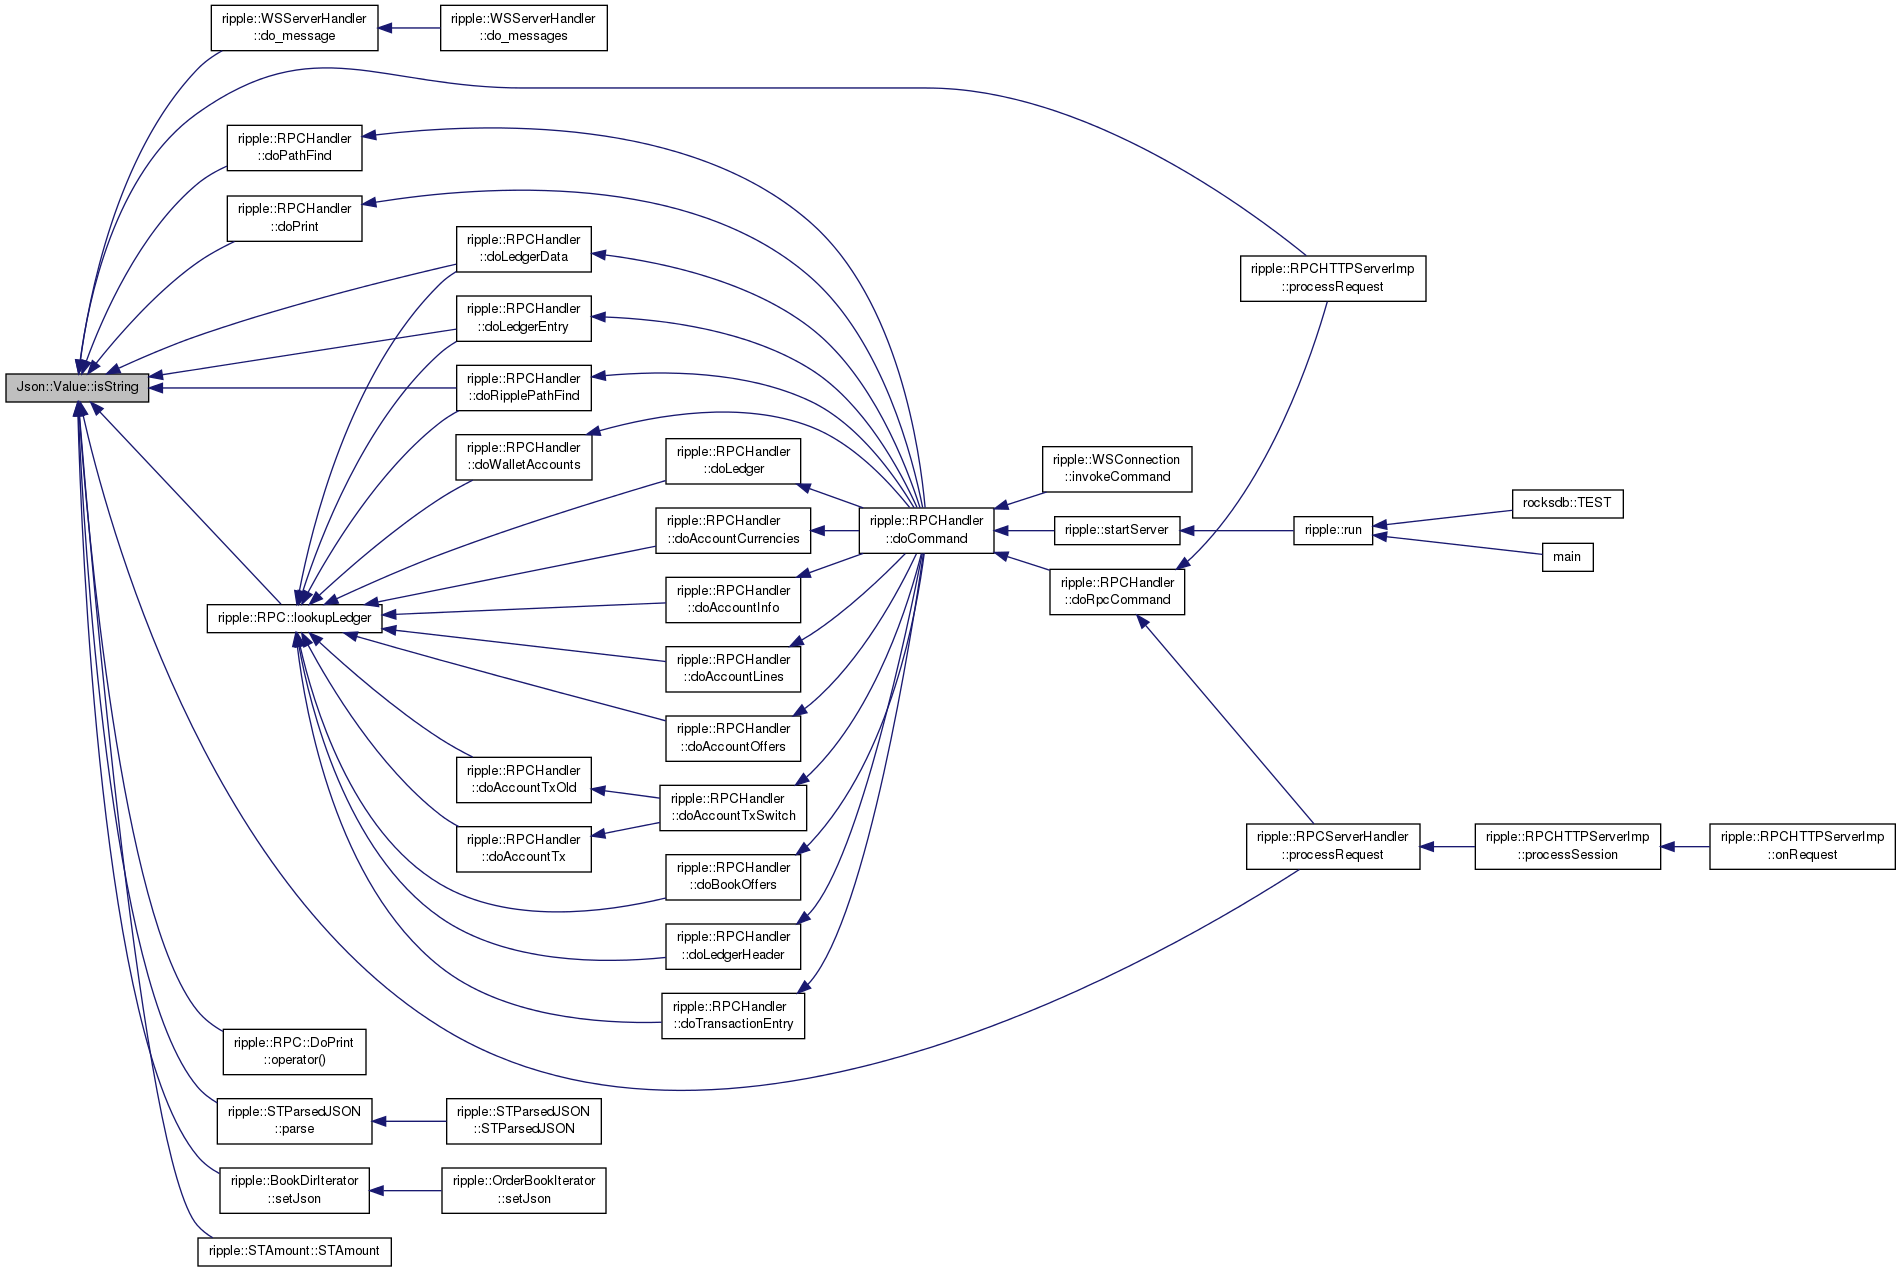 ripple::WSServerHandler
::do_message
ripple::WSServerHandler
::do_messages
ripple::RPCHandler
::doPathFind
ripple::RPCHandler
::doPrint
ripple::RPCHandler
::doLedgerData
ripple::RPCHTTPServerImp
::processRequest
ripple::RPCHandler
::doLedgerEntry
Json::Value::isString
ripple::RPCHandler
::doRipplePathFind
ripple::RPCHandler
::doWalletAccounts
ripple::RPCHandler
::doLedger
ripple::WSConnection
::invokeCommand
ripple::RPCHandler
::doAccountCurrencies
ripple::RPCHandler
::doCommand
ripple::startServer
ripple::run
rocksdb::TEST
main
ripple::RPCHandler
::doAccountInfo
ripple::RPCHandler
::doRpcCommand
ripple::RPC::lookupLedger
ripple::RPCHandler
::doAccountLines
ripple::RPCHandler
::doAccountOffers
ripple::RPCHandler
::doAccountTxOld
ripple::RPCHandler
::doAccountTxSwitch
ripple::RPCHandler
::doAccountTx
ripple::RPCServerHandler
::processRequest
ripple::RPCHTTPServerImp
::processSession
ripple::RPCHTTPServerImp
::onRequest
ripple::RPCHandler
::doBookOffers
ripple::RPCHandler
::doLedgerHeader
ripple::RPCHandler
::doTransactionEntry
ripple::RPC::DoPrint
::operator()
ripple::STParsedJSON
::parse
ripple::STParsedJSON
::STParsedJSON
ripple::BookDirIterator
::setJson
ripple::OrderBookIterator
::setJson
ripple::STAmount::STAmount